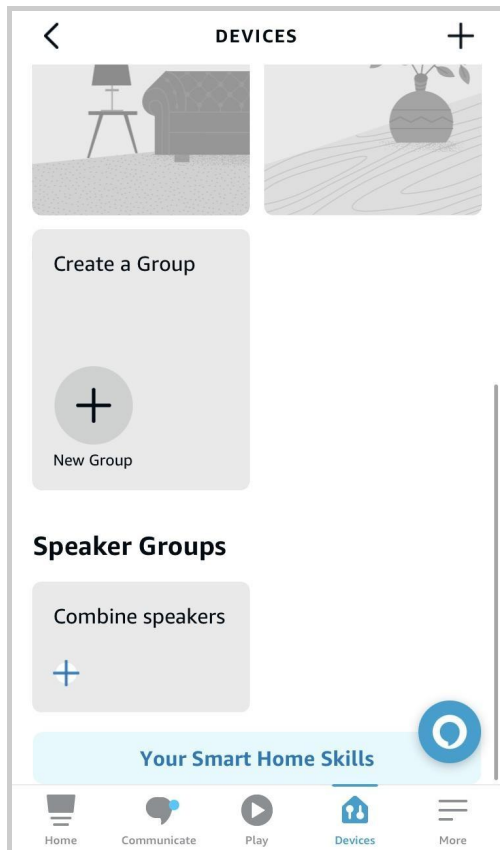 DEVICES
Create a Group
New Group
Speaker Groups
Combine speakers
Your Smart Home Skills
Home
Communicate
Play
Devices
More